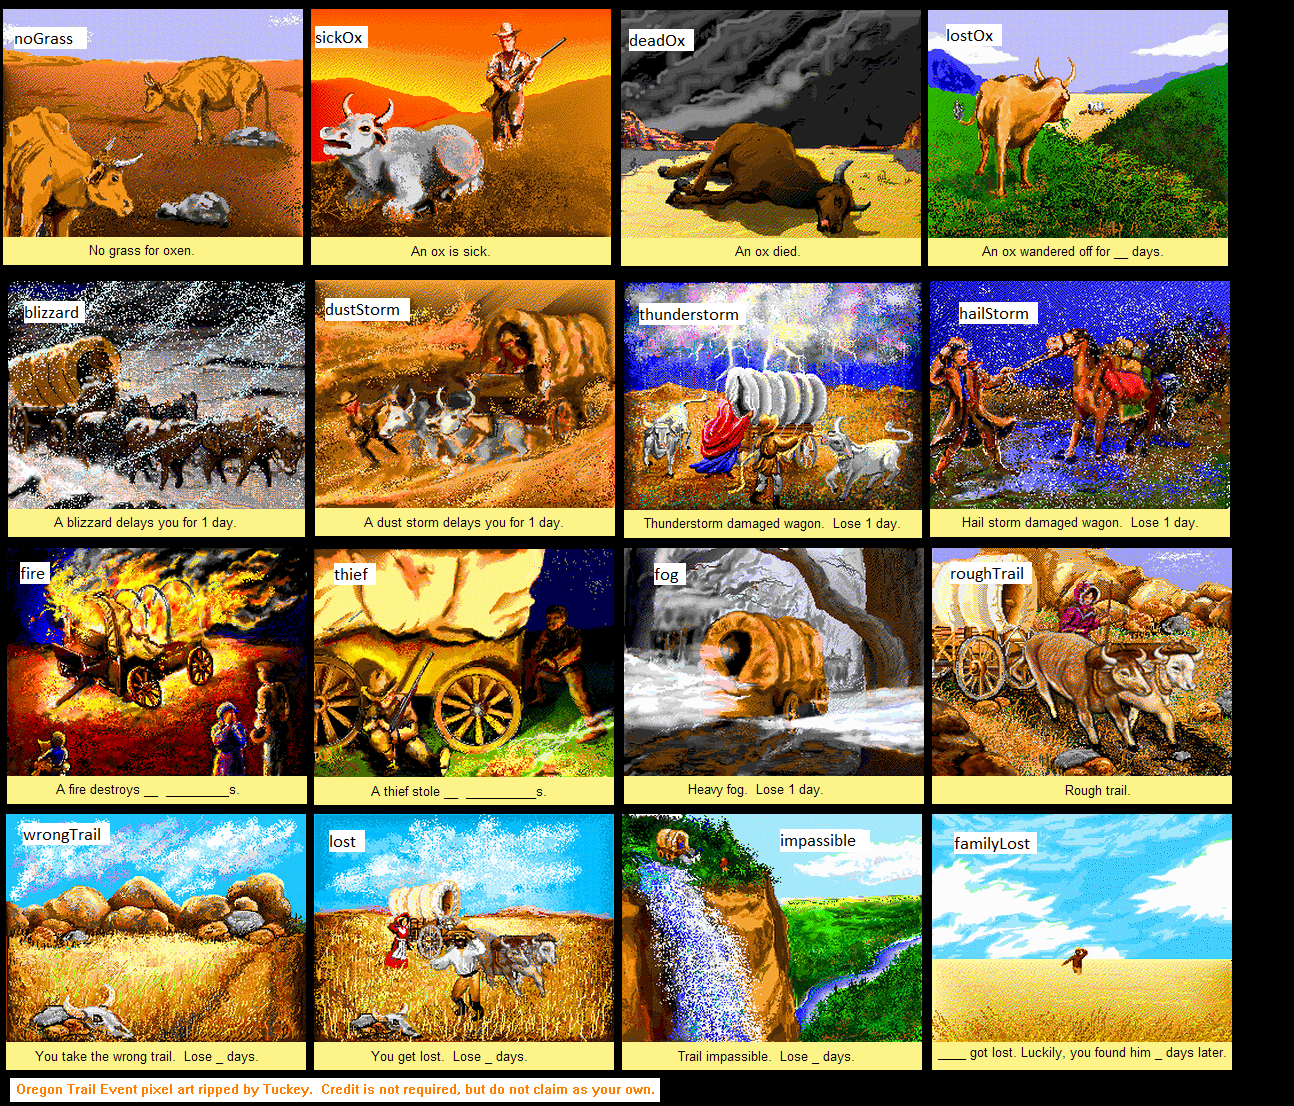 noGrass
sickOx
deadOx
lostOx
No grass for oxen.
An ox is sick.
An ox died.
An ox wandered off for __ days.
blizzard
dustStorm
thunderstorm
hailStorm
A blizzard delays you for 1 day.
A dust storm delays you for 1 day.
Thunderstorm damaged wagon.  Lose 1 day.
Hail storm damaged wagon.  Lose 1 day.
fire
thief
fog
roughTrail
A fire destroys __  _________s.
A thief stole __  _________s.
Heavy fog.  Lose 1 day.
Rough trail.
wrongTrail
lost
impassible
familyLost
You take the wrong trail.  Lose _ days.
You get lost.  Lose _ days.
Trail impassible.  Lose _ days.
____ got lost. Luckily, you found him _ days later.
Oregon Trail Event pixel art ripped by Tuckey.  Credit is not required, but do not claim as your own.